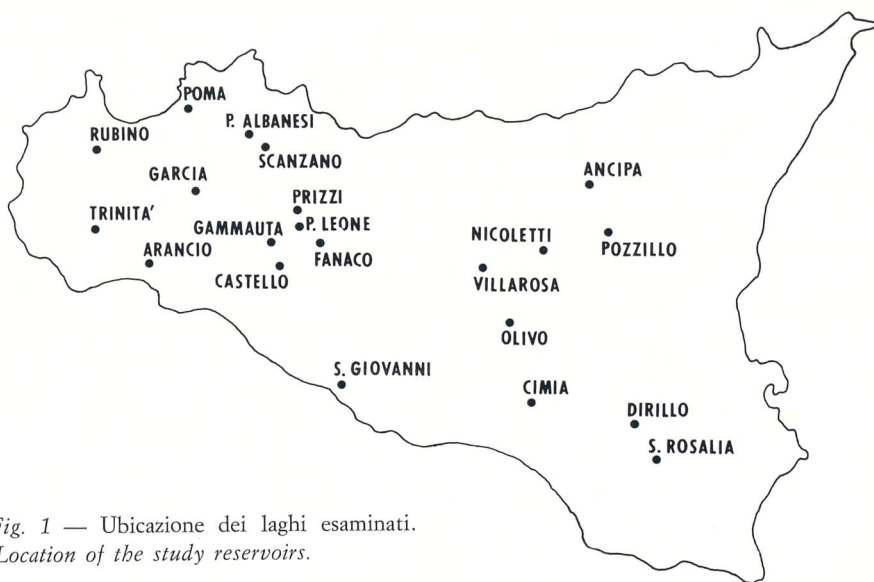 POMA
P. ALBANESI
RUBINO
SCANZANO
ANCIPA
GARCIA
PRIZZI
TRINITA’
GAMMAUTA
P. LEONE
NICOLETTI
POZZILLO
ARANCIO
FANACO
CASTELLO
VILLAROSA
OLIVO
S. GIOVANNI
CIMIA
DIRILLO
S. ROSALIA
ig. 1 — Ubicazione dei laghi esaminati.
Location of the study reservoirs.